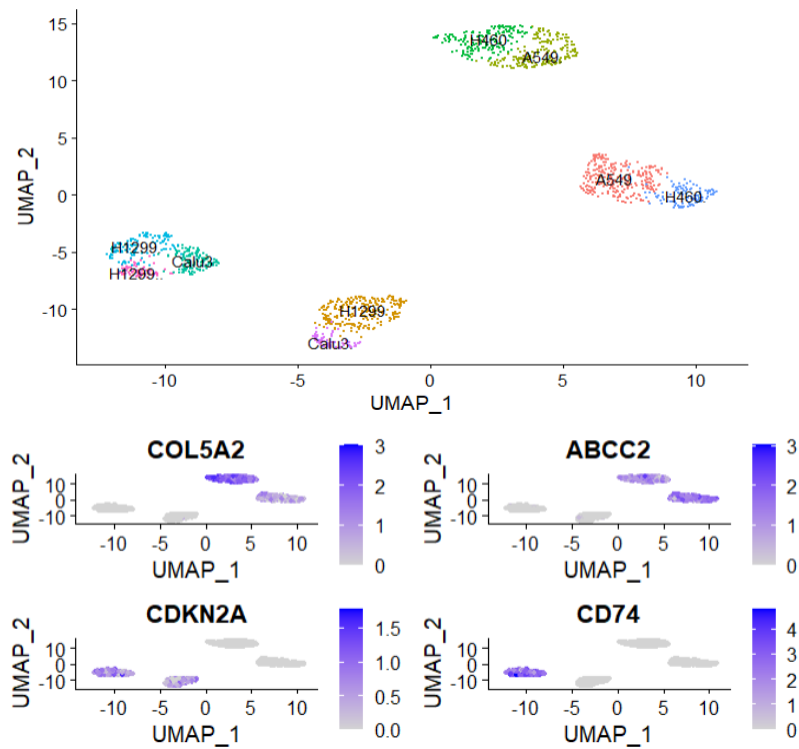 15
10
5
0
-5
-10
UMAP_2
H460
A549
A549
H460
H1299
Calu3
H1299
H1299
Calu3
-10 -5 0 5 10
UMAP_1
COL5A2
UMAP_2
10
0
-10
-10 -5 0 5 10
UMAP_1
3
2
1
0
ABCC2
UMAP_2
10
0
-10
-10 -5 0 5 10
UMAP_1
3
2
1
0
CDKN2A
UMAP_2
10
0
-10
-10 -5 0 5 10
UMAP_1
1.5
1.0
0.5
0.0
CD74
UMAP_2
10
0
-10
-10 -5 0 5 10
UMAP_1
4
3
2
1
0